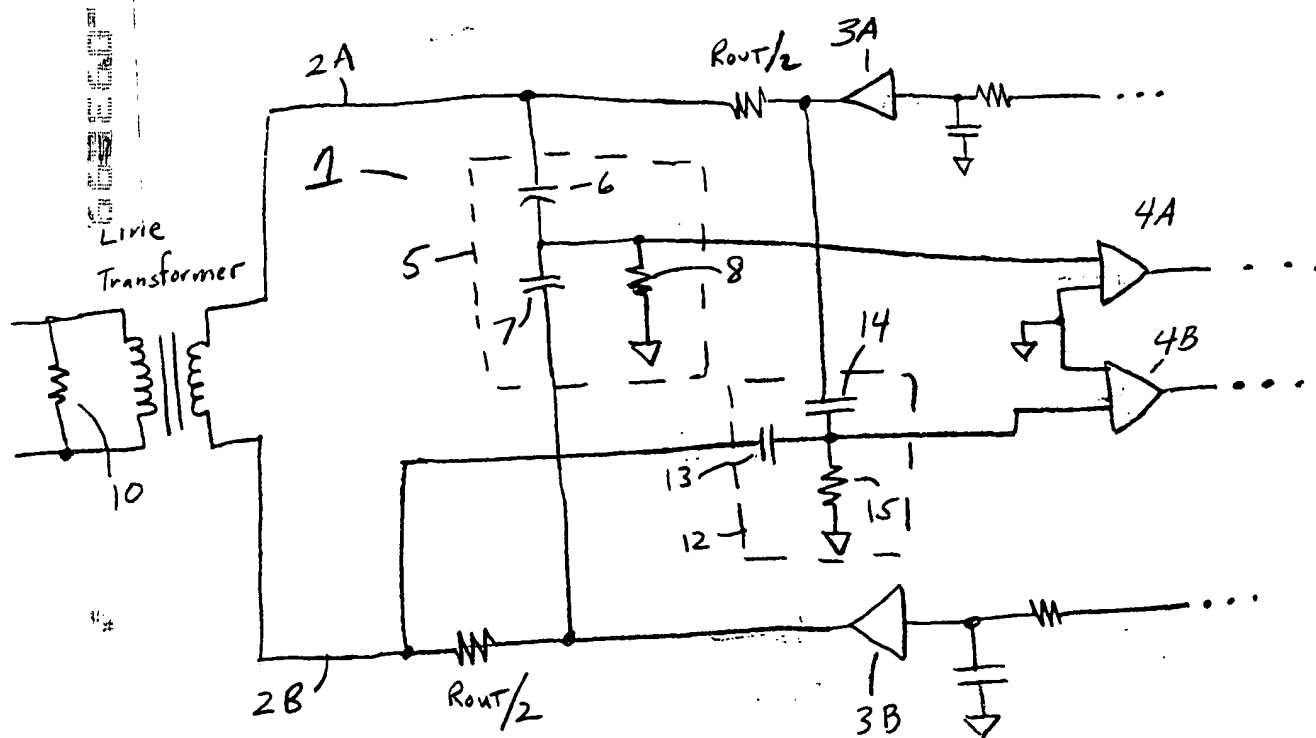 3A
Rout/2
2A
1
6
4A
Line
Transformer
5
8
7
14
4B
13
10
15
12
2B
Rout/2
3B